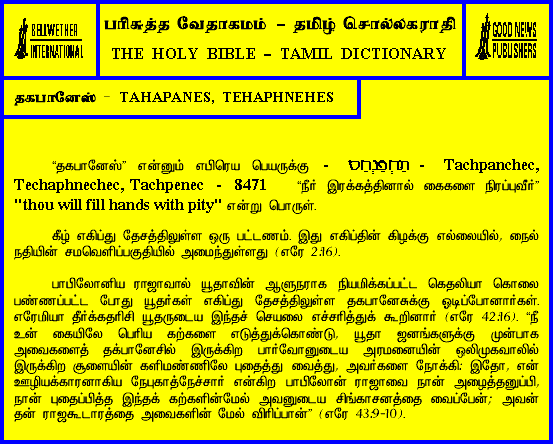 BELLWETHER
INTERNATIONAL
பரிசுத்த வேதாகமம் – தமிழ் சொல்லகராதி
THE HOLY BIBLE – TAMIL DICTIONARY
GOOD NEWS
PUBLISHERS
தகபானேஸ் – TAHAPANES, TEHAPHNEHES
“தகபானேஸ்” என்னும் எபிரெய பெயருக்கு - - Tachpanchec,
Techaphnechec, Tachpenec - 8471 “நீர் இரக்கத்தினால் கைகளை நிரப்புவீர்”
"thou will fill hands with pity" என்று பொருள்.
கீழ் எகிப்து தேசத்திலுள்ள ஒரு பட்டணம். இது எகிப்தின் கிழக்கு எல்லையில், நைல்
நதியின் சமவெளிப்பகுதியில் அமைந்துள்ளது (எரே 2:16).
பாபிலோனிய ராஜாவால் யூதாவின் ஆளுநராக நியமிக்கப்பட்ட கெதலியா கொலை
பண்ணப்பட்ட போது யூதர்கள் எகிப்து தேசத்திலுள்ள தகபானேசுக்கு ஓடிப்போனார்கள்.
எரேமியா தீர்க்கதரிசி யூதருடைய இந்தச் செயலை எச்சரித்துக் கூறினார் (எரே 42:16). “நீ
உன் கையிலே பெரிய கற்களை எடுத்துக்கொண்டு, யூதா ஜனங்களுக்கு முன்பாக
அவைகளைத் தக்பானேசில் இருக்கிற பார்வோனுடைய அரமனையின் ஒலிமுகவாலில்
இருக்கிற சூளையின் களிமண்ணிலே புதைத்து வைத்து, அவர்களை நோக்கி: இதோ, என்
ஊழியக்காரனாகிய நேபுகாத்நேச்சார் என்கிற பாபிலோன் ராஜாவை நான் அழைத்தனுப்பி,
நான் புதைப்பித்த இந்தக் கற்களின்மேல் அவனுடைய சிங்காசனத்தை வைப்பேன்; அவன்
தன் ராஜகூடாரத்தை அவைகளின் மேல் விரிப்பான்” (எரே 43:9-10).